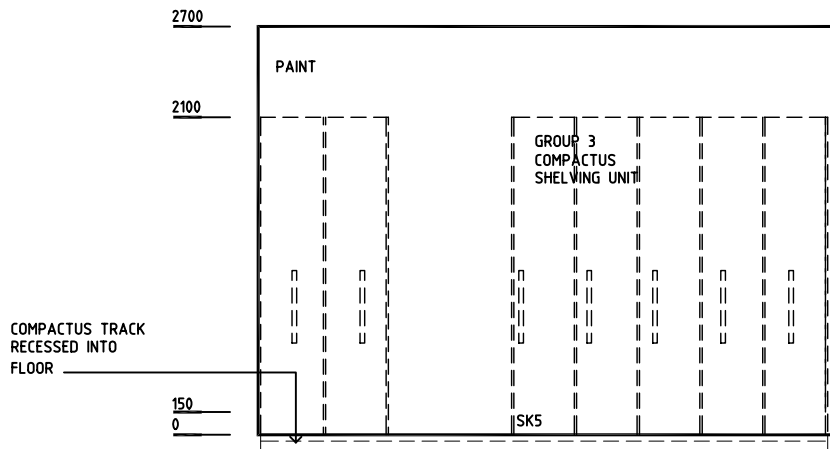 2700
PAINT
2100
GROUP 3
COMPACTUS
SHELVING UNIT
COMPACTUS TRACK
RECESSED INTO
FLOOR
150
0
SK5